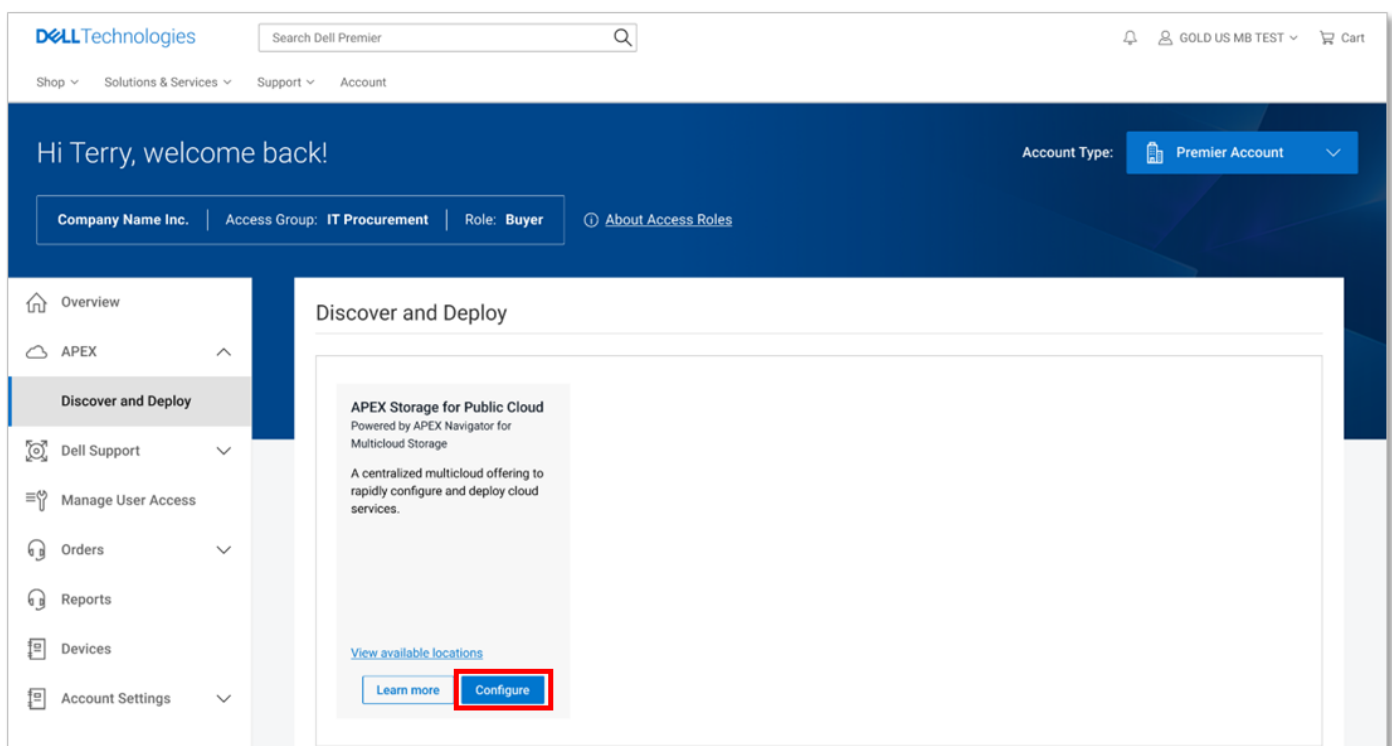 DELLTechnologies
Search Dell Premier
GOLD US MB TEST
Cart
Shop
Solutions & Services
Support
Account
Hi Terry, welcome back!
Account Type:
Premier Account
Company Name Inc.
Access Group: IT Procurement
Role: Buyer
About Access Roles
Overview
APEX
Discover and Deploy
Dell Support
Manage User Access
Orders
Reports
Devices
Account Settings
Discover and Deploy
APEX Storage for Public Cloud
Powered by APEX Navigator for
Multicloud Storage
A centralized multicloud offering to
rapidly configure and deploy cloud
services.
View available locations
Learn more
Configure